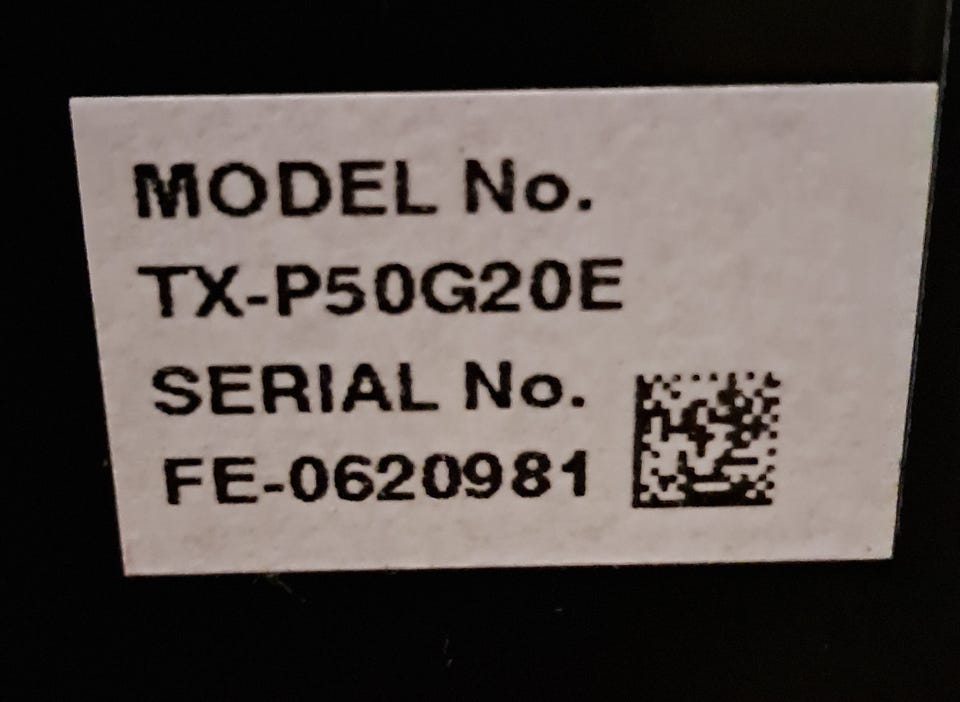 MODEL No.
TX-P50G20E
SERIAL No.
FE-0620981